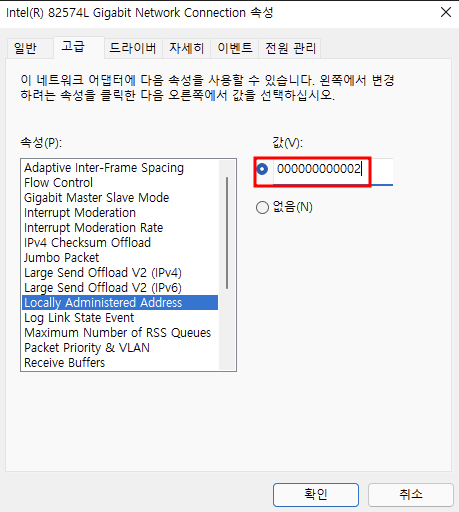 Intel(R) 82574L Gigabit Network Connection 속성
일반 고급 드라이버 자세히 이벤트 전원 관리
이 네트워크 어댑터에 다음 속성을 사용할 수 있습니다. 왼쪽에서 변경
하려는 속성을 클릭한 다음 오른쪽에서 값을 선택하십시오.
속성(P): 값(V):
Adaptive Inter-Frame Spacing
Flow Control
Gigabit Master Slave Mode
Interrupt Moderation
Interrupt Moderation Rate
IPv4 Checksum Offload
Jumbo Packet
Large Send Offload V2 (IPv4)
Large Send Offload V2 (IPv6)
Locally Administered Address
Log Link State Event
Maximum Number of RSS Queues
Packet Priority & VLAN
Receive Buffers
000000000002
없음(N)
확인 취소